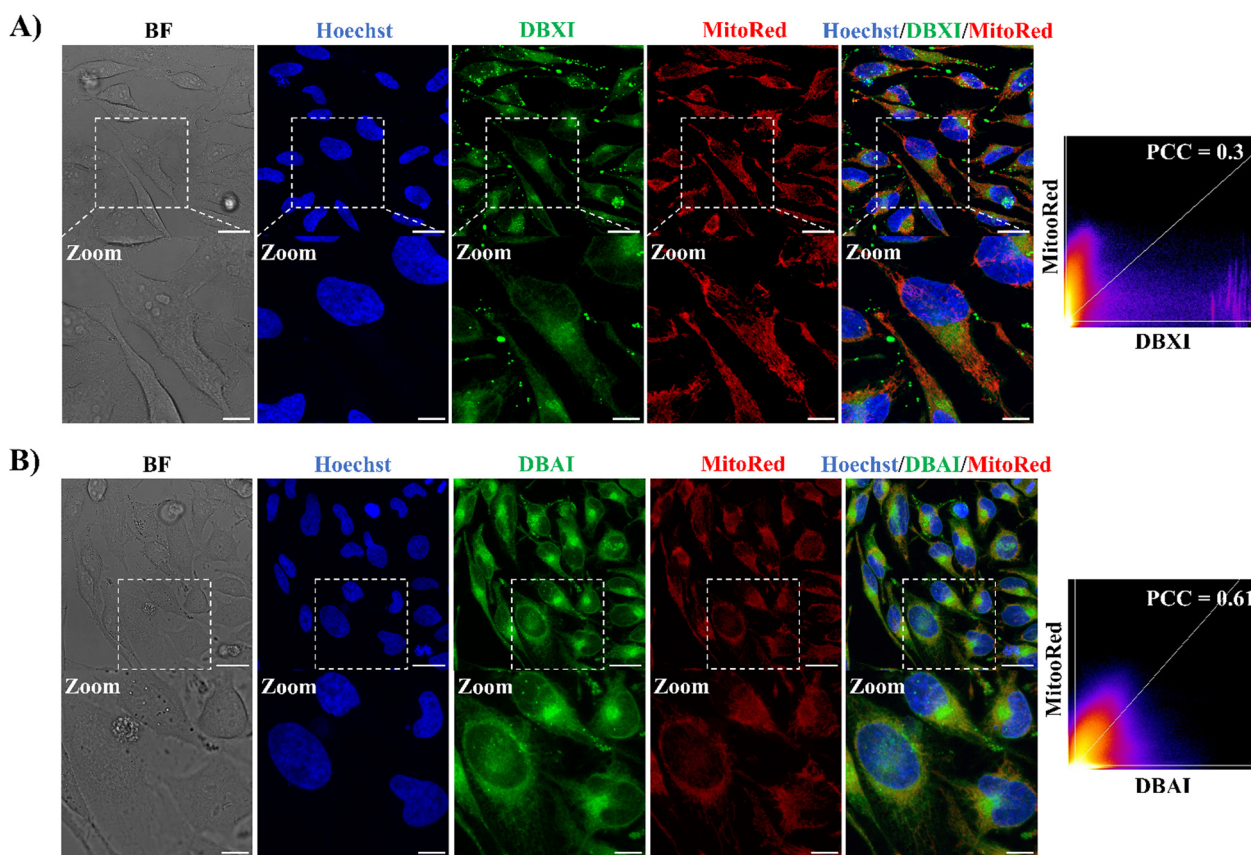 A)
BF Hoechst DBXI MitoRed Hoechst/DBXI/MitoRed
Zoom Zoom Zoom Zoom Zoom
PCC = 0.3
MitooRed
DBXI
B)
BF Hoechst DBAI MitoRed Hoechst/DBAI/MitoRed
Zoom Zoom Zoom Zoom Zoom
PCC = 0.61
MitooRed
DBAI